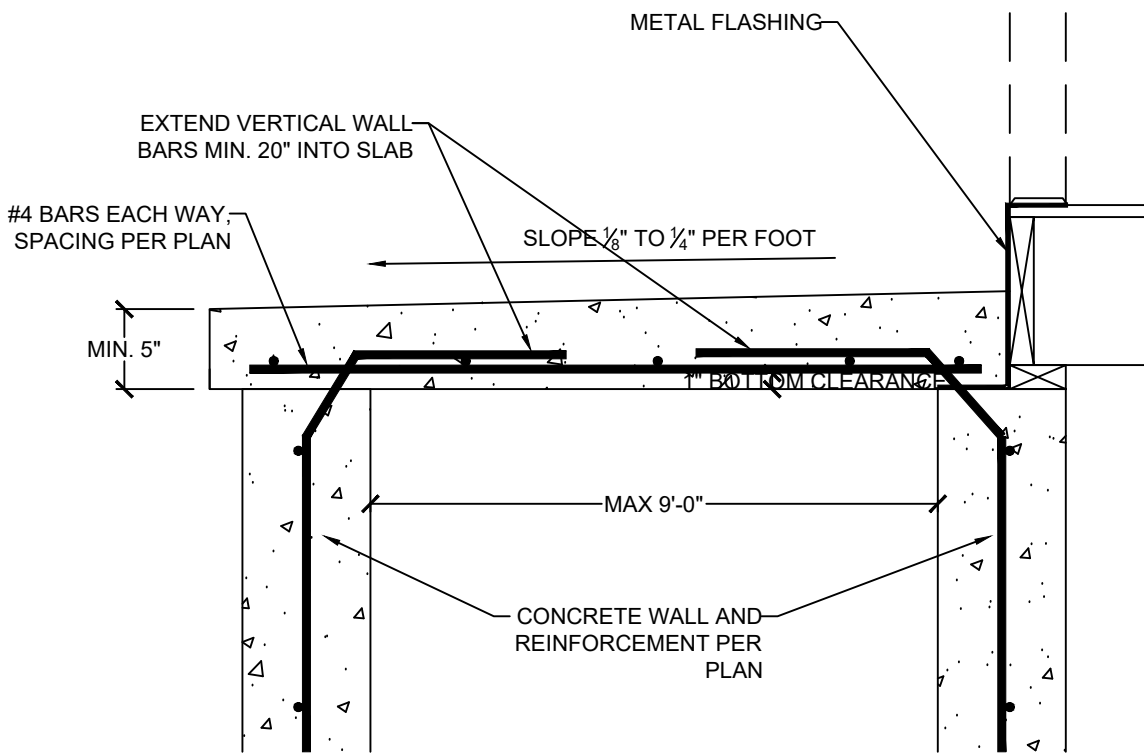 METAL FLASHING
EXTEND VERTICAL WALL
BARS MIN. 20" INTO SLAB
#4 BARS EACH WAY,
SPACING PER PLAN
SLOPE ⅛" TO ¼" PER FOOT
MIN. 5"
1" BOTTOM CLEARANCE
MAX 9'-0"
CONCRETE WALL AND
REINFORCEMENT PER
PLAN